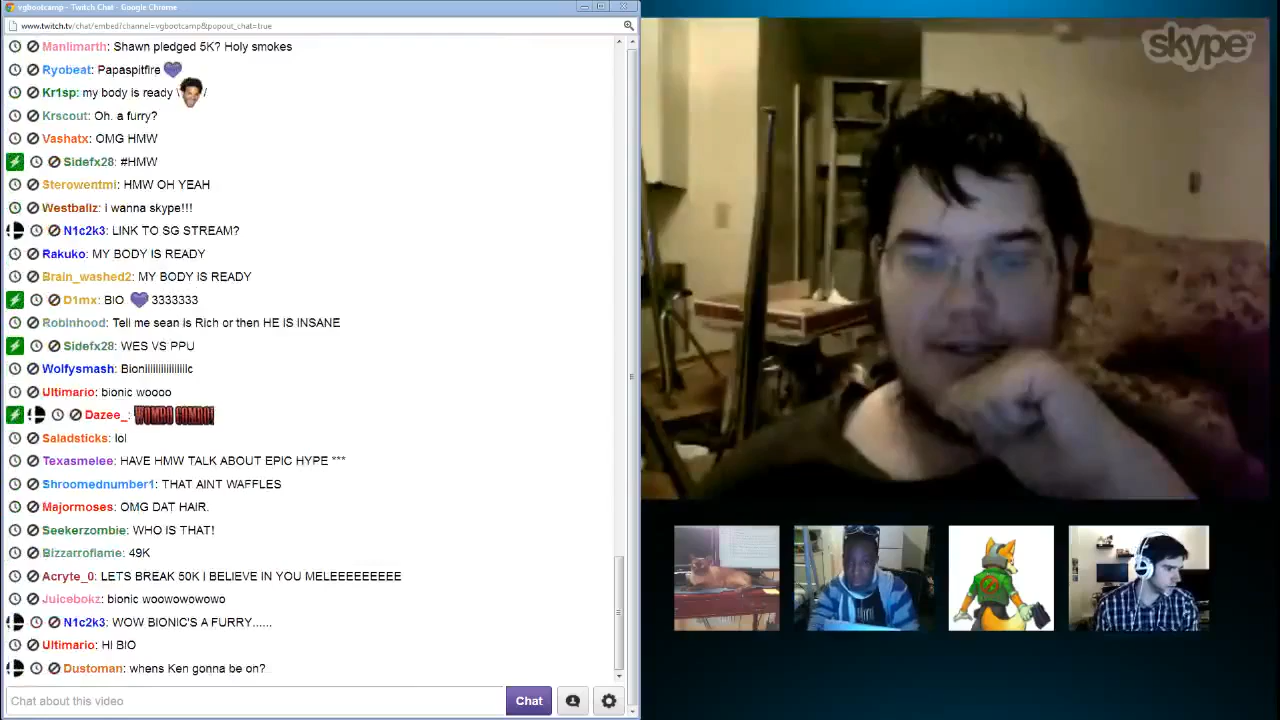 vgbootcamp - Twitch Chat - Google Chrome
www.twitch.tv/chat/embed?channel=vgbootcamp&popout_chat=true
Manlimarth: Shawn pledged 5K? Holy smokes
Ryobeat: Papaspitfire
Kr1sp: my body is ready \ /
Krscout: Oh. a furry?
Vashatx: OMG HMW
Sidefx28: #HMW
Sterowentmi: HMW OH YEAH
Westballz: i wanna skype!!!
N1c2k3: LINK TO SG STREAM?
Rakuko: MY BODY IS READY
Brain_washed2: MY BODY IS READY
D1mx: BIO 3333333
Robinhood: Tell me sean is Rich or then HE IS INSANE
Sidefx28: WES VS PPU
Wolfysmash: Bioniiiiiiiiiiiiiiiic
Ultimario: bionic woooo
Dazee_: WOMBO COMBO!
Saladsticks: lol
Texasmelee: HAVE HMW TALK ABOUT EPIC HYPE ***
Shroomednumber1: THAT AINT WAFFLES
Majormoses: OMG DAT HAIR.
Seekerzombie: WHO IS THAT!
Bizzarroflame: 49K
Acryte_0: LETS BREAK 50K I BELIEVE IN YOU MELEEEEEEEEE
Juicebokz: bionic woowowowowo
N1c2k3: WOW BIONIC'S A FURRY......
Ultimario: HI BIO
Dustoman: whens Ken gonna be on?
Chat about this video
Chat
skype